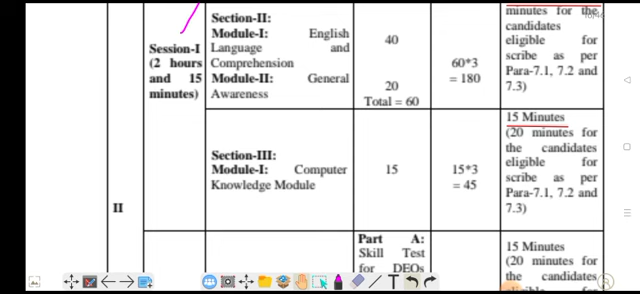 Section-II:
Module-I: English
Language and
Comprehension
Module-II: General
Awareness
Session-I
(2 hours
and 15
minutes)
40
20
Total = 60
60*3
= 180
minutes for the
candidates
eligible for
scribe as per
Para-7.1, 7.2 and
7.3)
II
Section-III:
Module-I: Computer
Knowledge Module
15
15*3
= 45
15 Minutes
(20 minutes for
the candidates
eligible for
scribe as per
Para-7.1, 7.2 and
7.3)
Part A:
Skill Test
for DEOs
15 Minutes
(20 minutes for
the candidates